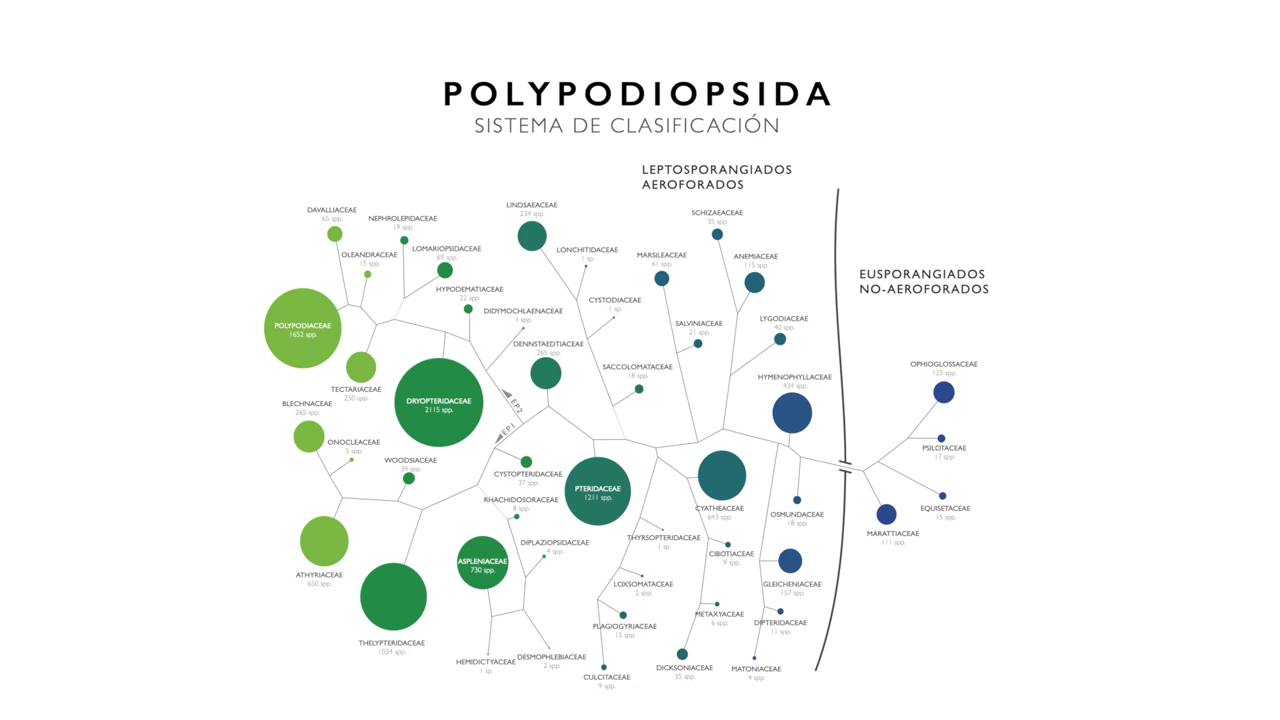 POLYPODIOPSIDA
SISTEMA DE CLASIFICACIÓN
LEPTOSPORANGIADOS
AEROFORADOS
EUSPORANGIADOS
NO-AEROFORADOS
DAVALLIACEAE
65 spp.
NEPHROLEPIDACEAE
19 spp.
OLEANDRACEAE
15 spp.
LOMARIOPSIDACEAE
69 spp.
HYPODEMATIACEAE
22 spp.
DIDYMOCHLAENACEAE
1 spp.
POLYPODIACEAE
1652 spp.
TECTARIACEAE
250 spp.
DRYOPTERIDACEAE
2115 spp.
LINDSAEACEAE
234 spp.
LONCHITIDACEAE
1 sp.
CYSTODIACEAE
1 sp.
DENNSTAEDTIACEAE
265 spp.
SACCOLOMATACEAE
18 spp.
MARSILEACEAE
61 spp.
SALVINIACEAE
21 spp.
SCHIZAEACEAE
35 spp.
ANEMIACEAE
115 spp.
LYGODIACEAE
40 spp.
HYMENOPHYLLACEAE
434 spp.
OPHIOGLOSSACEAE
125 spp.
PSILOTACEAE
17 spp.
EQUISETACEAE
15 spp.
MARATTIACEAE
111 spp.
EP2
EP1
BLECHNACEAE
265 spp.
ONOCLEACEAE
5 spp.
WOODSIACEAE
39 spp.
ATHYRIACEAE
650 spp.
THELYPTERIDACEAE
1034 spp.
CYSTOPTERIDACEAE
37 spp.
RHACHIDOSORACEAE
8 spp.
DIPLAZIOPSIDACEAE
4 spp.
ASPLENIACEAE
730 spp.
HEMIDICTYACEAE
1 sp.
DESMOPHLEBIACEAE
2 spp.
PTERIDACEAE
1211 spp.
THYRSOPTERIDACEAE
1 sp.
LOXSOMATACEAE
2 spp.
PLAGIOGYRIACEAE
15 spp.
CULCITACEAE
9 spp.
CYATHEACEAE
643 spp.
CIBOTIACEAE
9 spp.
METAXYACEAE
6 spp.
DICKSONIACEAE
35 spp.
OSMUNDACEAE
18 spp.
GLEICHENIACEAE
157 spp.
DIPTERIDACEAE
11 spp.
MATONIACEAE
4 spp.